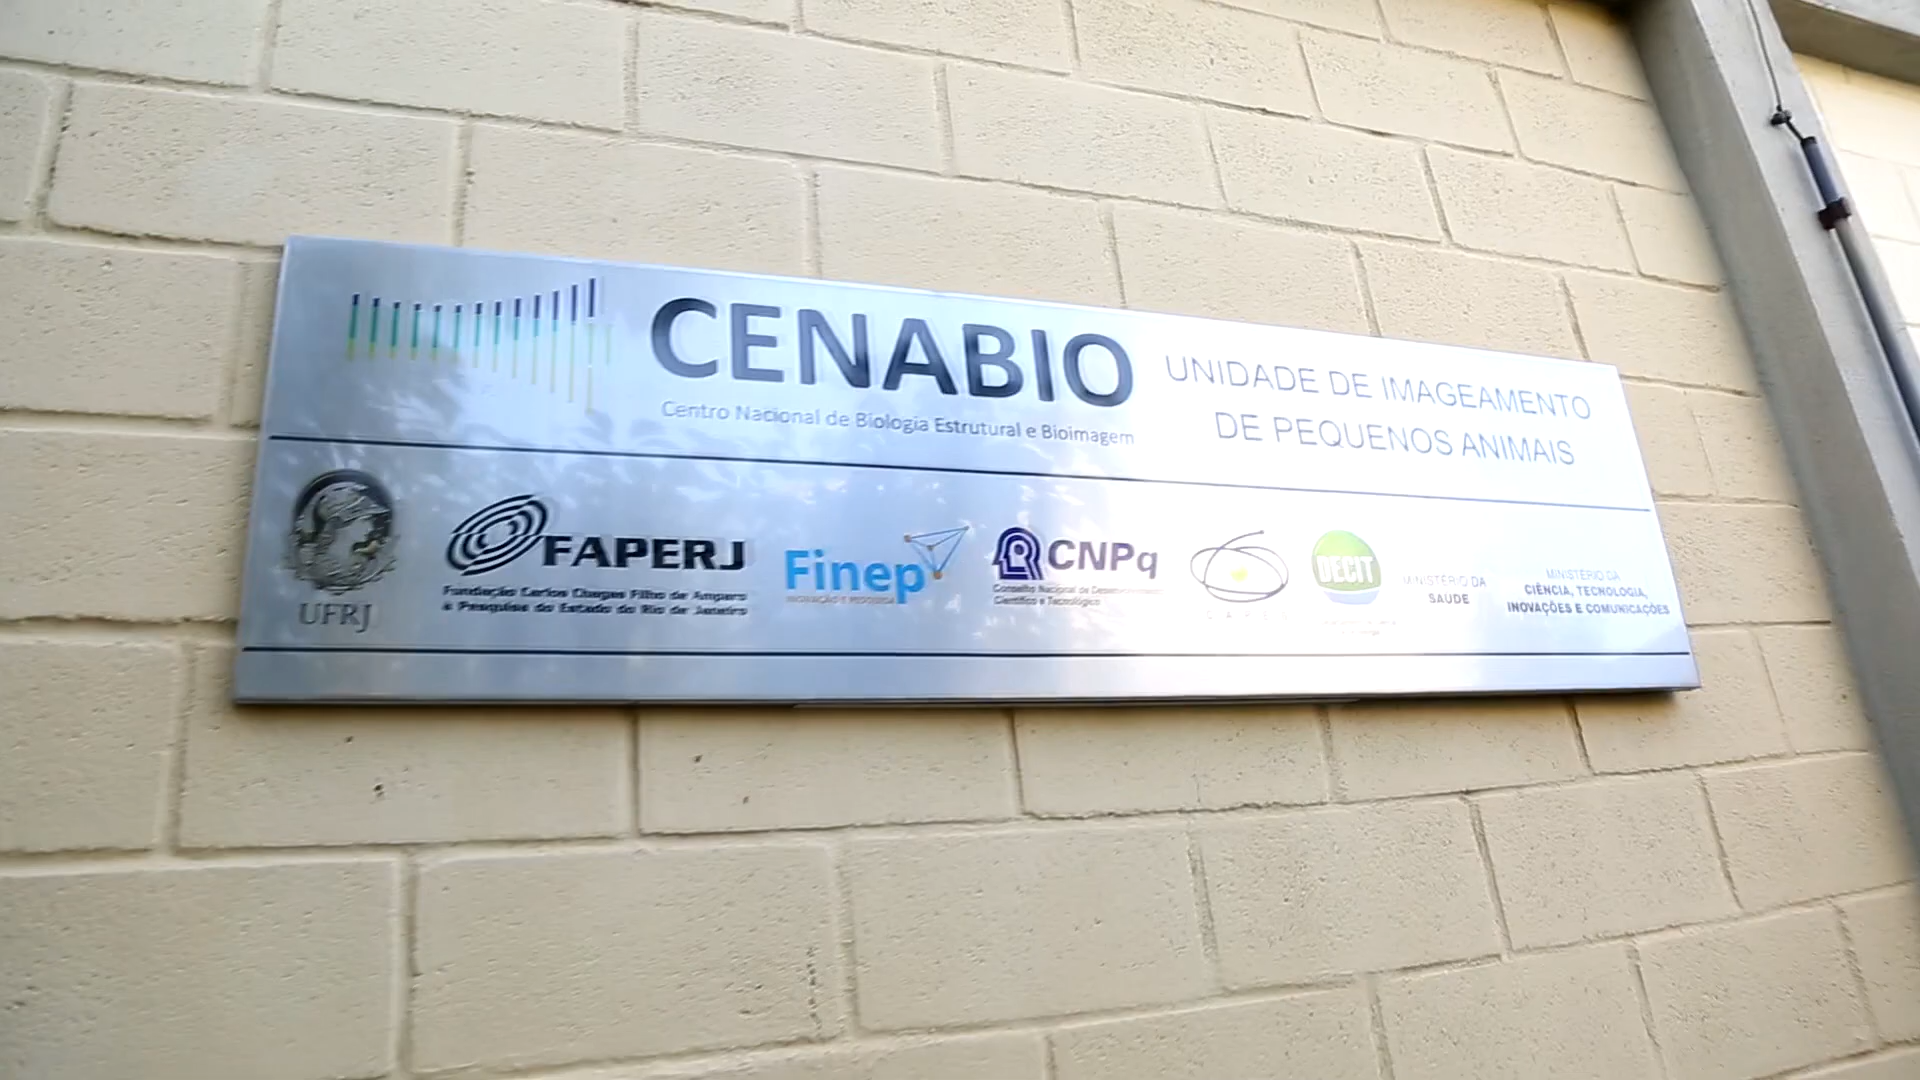 CENABIO
Centro Nacional de Biologia Estrutural e Bioimagem
UNIDADE DE IMAGEAMENTO
DE PEQUENOS ANIMAIS
UFRJ
FAPERJ
Fundação Carlos Chagas Filho de Amparo
à Pesquisa do Estado do Rio de Janeiro
Finep
INOVAÇÃO E PESQUISA
CNPq
Conselho Nacional de Desenvolvimento
Científico e Tecnológico
CAPES
DECIT
MINISTÉRIO DA
SAUDE
MINISTÉRIO DA
CIÊNCIA, TECNOLOGIA,
INOVAÇÕES E COMUNICAÇÕES